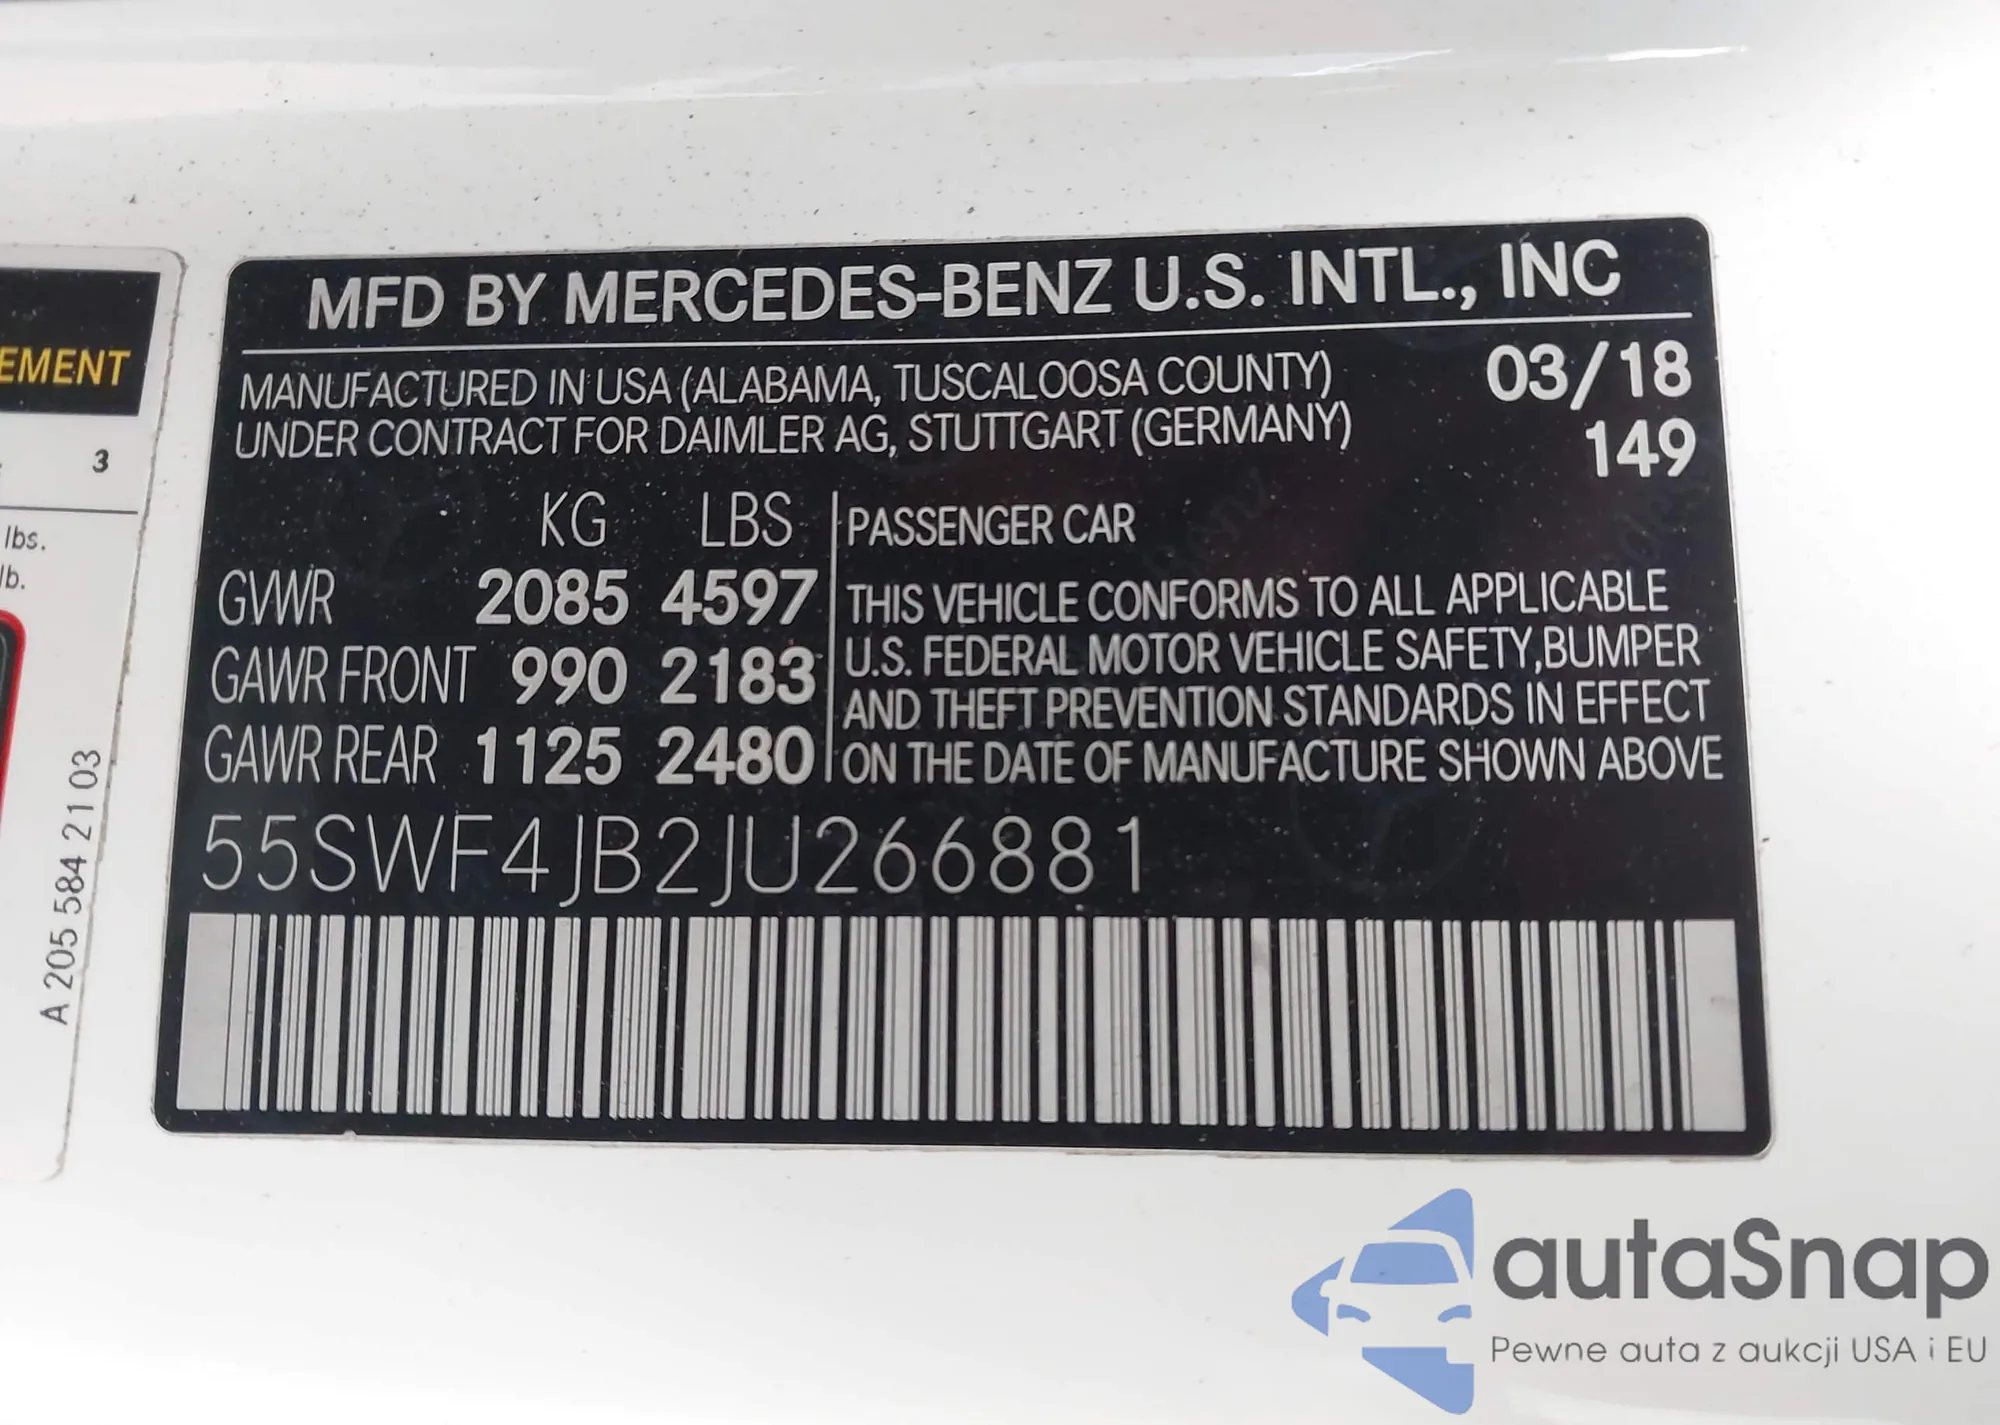 MFD BY MERCEDES-BENZ U.S. INTL., INC
MANUFACTURED IN USA (ALABAMA, TUSCALOOSA COUNTY) 03/18
UNDER CONTRACT FOR DAIMLER AG, STUTTGART (GERMANY) 149
KG LBS PASSENGER CAR
GVWR 2085 4597
GAWR FRONT 990 2183
GAWR REAR 1125 2480
THIS VEHICLE CONFORMS TO ALL APPLICABLE
U.S. FEDERAL MOTOR VEHICLE SAFETY,BUMPER
AND THEFT PREVENTION STANDARDS IN EFFECT
ON THE DATE OF MANUFACTURE SHOWN ABOVE
55SWF4JB2JU266881
EMENT
3
lbs.
lb.
A 205 584 21 03
autaSnap
Pewne auta z aukcji USA i EU